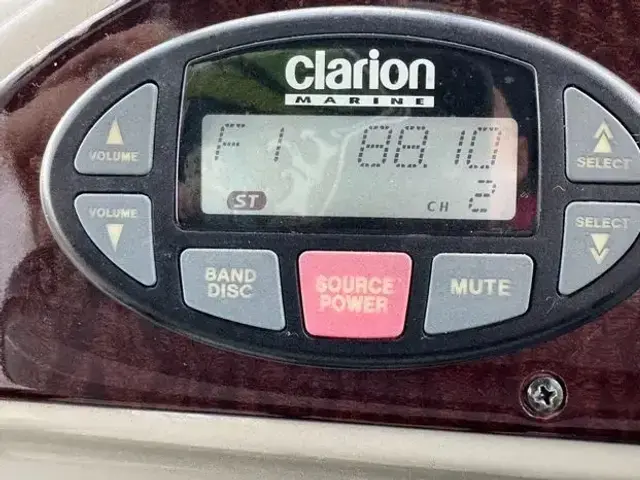 clarion
MARINE
F1 88.10
ST CH 2
VOLUME
VOLUME
SELECT
SELECT
BAND
DISC
SOURCE
POWER
MUTE